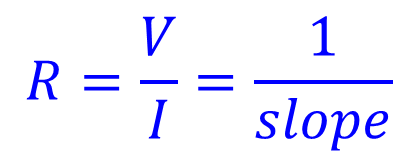 R = V/I = 1/slope